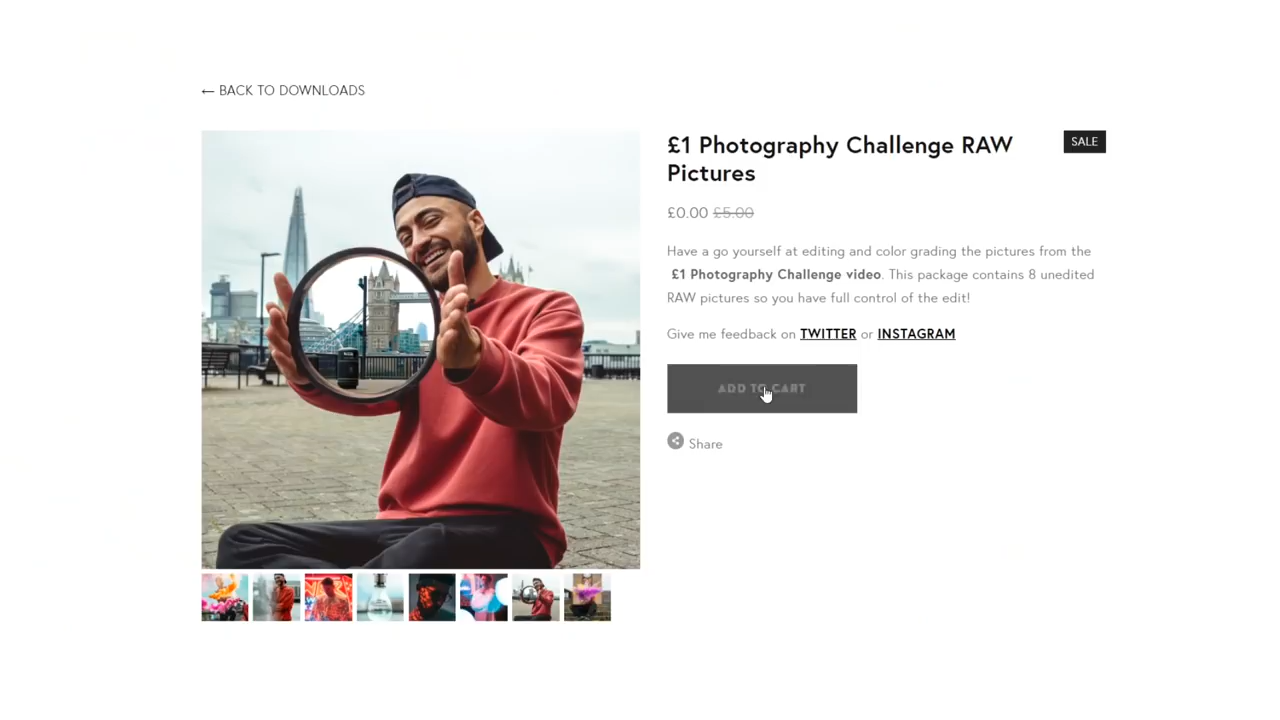 ← BACK TO DOWNLOADS
£1 Photography Challenge RAW
Pictures
SALE
£0.00 £5.00
Have a go yourself at editing and color grading the pictures from the
£1 Photography Challenge video. This package contains 8 unedited
RAW pictures so you have full control of the edit!
Give me feedback on TWITTER or INSTAGRAM
ADD TO CART
Share